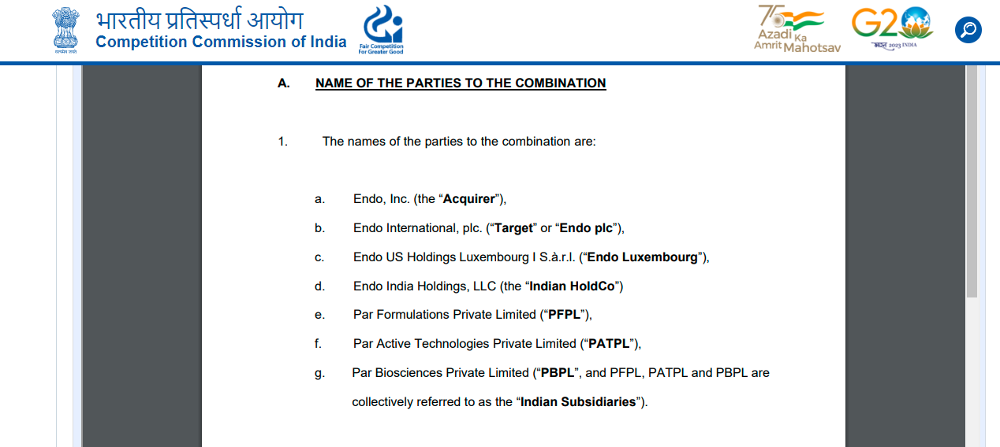 भारतीय प्रतिस्पर्धा आयोग
Competition Commission of India
सत्यमेव जयते
Fair Competition
For Greater Good
75
Azadi Ka
Amrit Mahotsav
G20
भारत 2023 INDIA
A. NAME OF THE PARTIES TO THE COMBINATION
1. The names of the parties to the combination are:
a. Endo, Inc. (the “Acquirer”),
b. Endo International, plc. (“Target” or “Endo plc”),
c. Endo US Holdings Luxembourg I S.à.r.l. (“Endo Luxembourg”),
d. Endo India Holdings, LLC (the “Indian HoldCo”)
e. Par Formulations Private Limited (“PFPL”),
f. Par Active Technologies Private Limited (“PATPL”),
g. Par Biosciences Private Limited (“PBPL”, and PFPL, PATPL and PBPL are
collectively referred to as the “Indian Subsidiaries”).